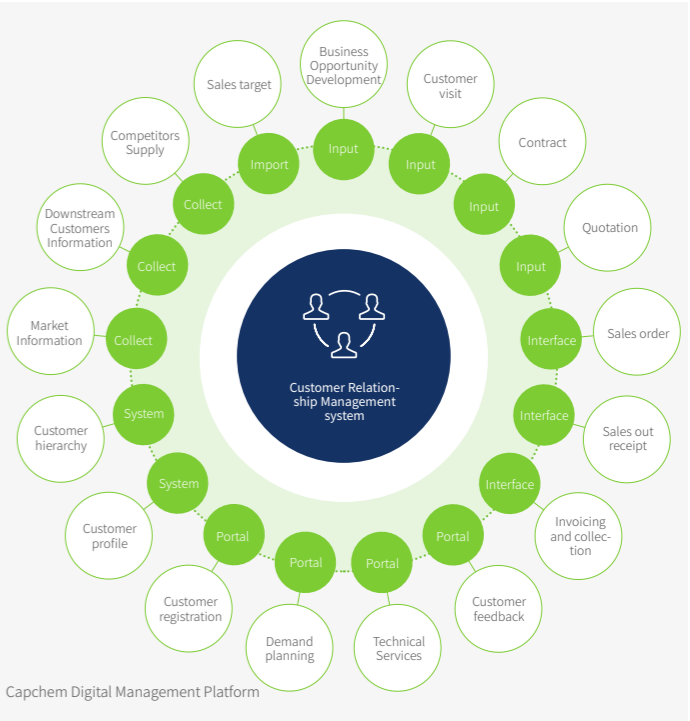 Business
Opportunity
Development
Input
Customer
visit
Input
Contract
Input
Quotation
Input
Sales order
Interface
Sales out
receipt
Interface
Invoicing
and collec-
tion
Interface
Customer
feedback
Portal
Technical
Services
Portal
Demand
planning
Portal
Customer
registration
Portal
Customer
profile
System
Customer
hierarchy
System
Market
Information
Collect
Downstream
Customers
Information
Collect
Competitors
Supply
Collect
Sales target
Import
Customer Relation-
ship Management
system
Capchem Digital Management Platform